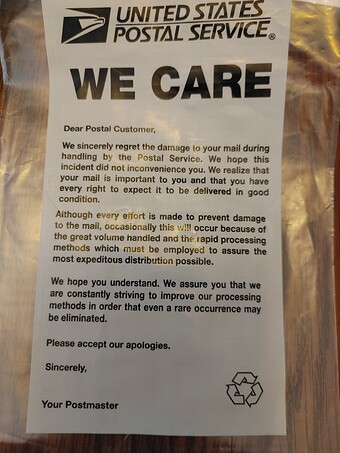 UNITED STATES
POSTAL SERVICE®
WE CARE
Dear Postal Customer,
We sincerely regret the damage to your mail during
handling by the Postal Service. We hope this
incident did not inconvenience you. We realize that
your mail is important to you and that you have
every right to expect it to be delivered in good
condition.
Although every effort is made to prevent damage
to the mail, occasionally this will occur because of
the great volume handled and the rapid processing
methods which must be employed to assure the
most expeditous distribution possible.
We hope you understand. We assure you that we
are constantly striving to improve our processing
methods in order that even a rare occurrence may
be eliminated.
Please accept our apologies.
Sincerely,
Your Postmaster